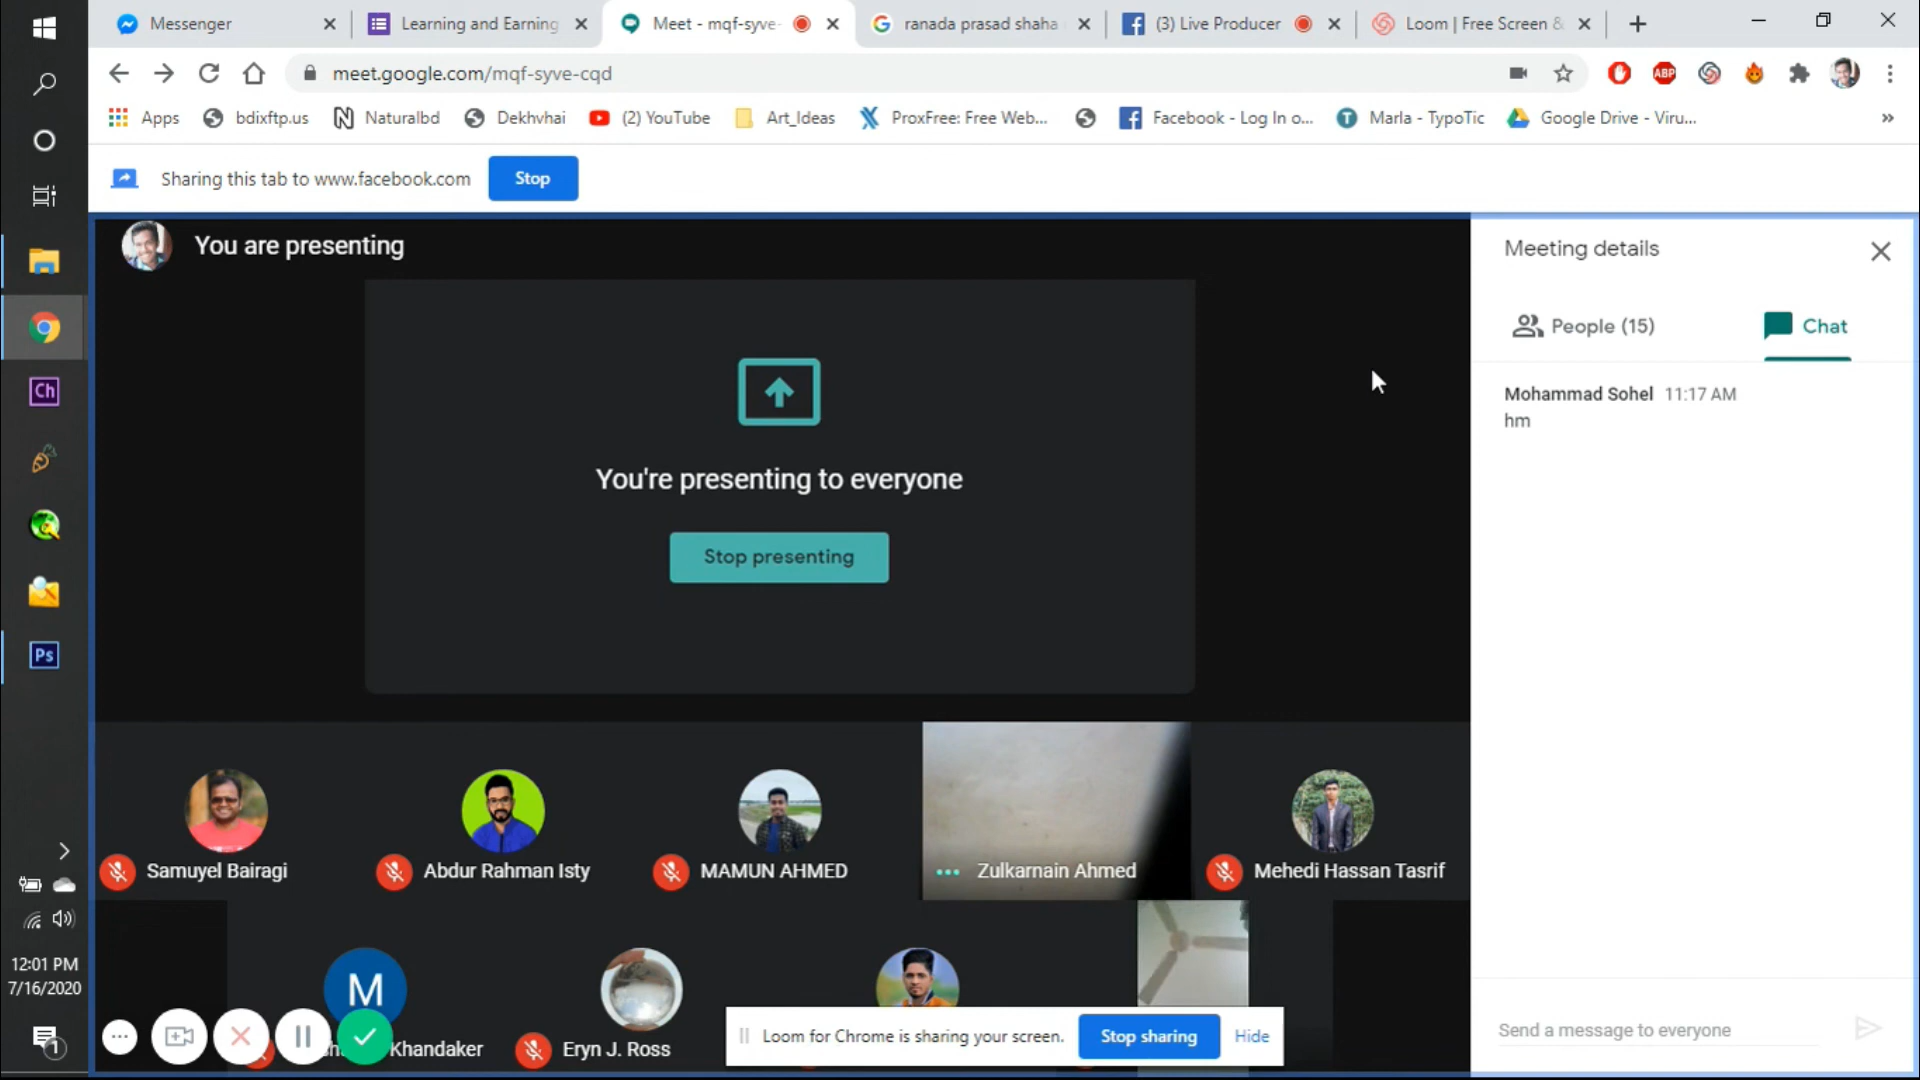 Messenger
Learning and Earning
Meet - mqf-syve-
ranada prasad shaha
(3) Live Producer
Loom | Free Screen &
meet.google.com/mqf-syve-cqd
ABP
Apps
bdixftp.us
Naturalbd
Dekhvhai
(2) YouTube
Art_Ideas
ProxFree: Free Web...
Facebook - Log In o...
Marla - TypoTic
Google Drive - Viru...
»
Sharing this tab to www.facebook.com
Stop
You are presenting
Meeting details
People (15)
Chat
Mohammad Sohel 11:17 AM
hm
You're presenting to everyone
Stop presenting
Ch
Ps
Samuyel Bairagi
Abdur Rahman Isty
MAMUN AHMED
Zulkarnain Ahmed
Mehedi Hassan Tasrif
M
Khandaker
Eryn J. Ross
Loom for Chrome is sharing your screen.
Stop sharing
Hide
Send a message to everyone
12:01 PM
7/16/2020
1